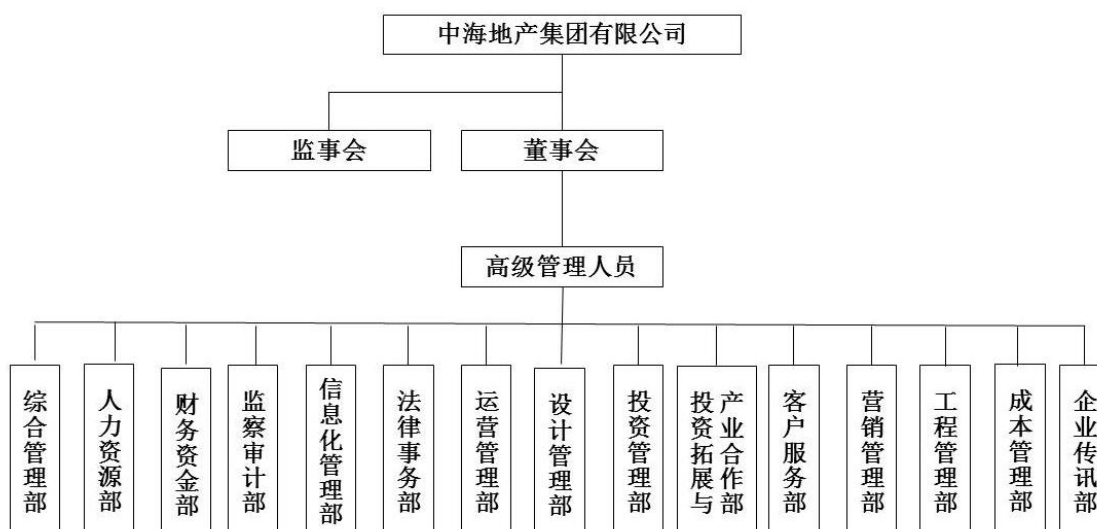 中海地产集团有限公司
监事会
董事会
高级管理人员
综合管理部
人力资源部
财务资金部
监察审计部
信息化管理部
法律事务部
运营管理部
设计管理部
投资管理部
投资拓展与
产业合作部
客户服务部
营销管理部
工程管理部
成本管理部
企业传讯部